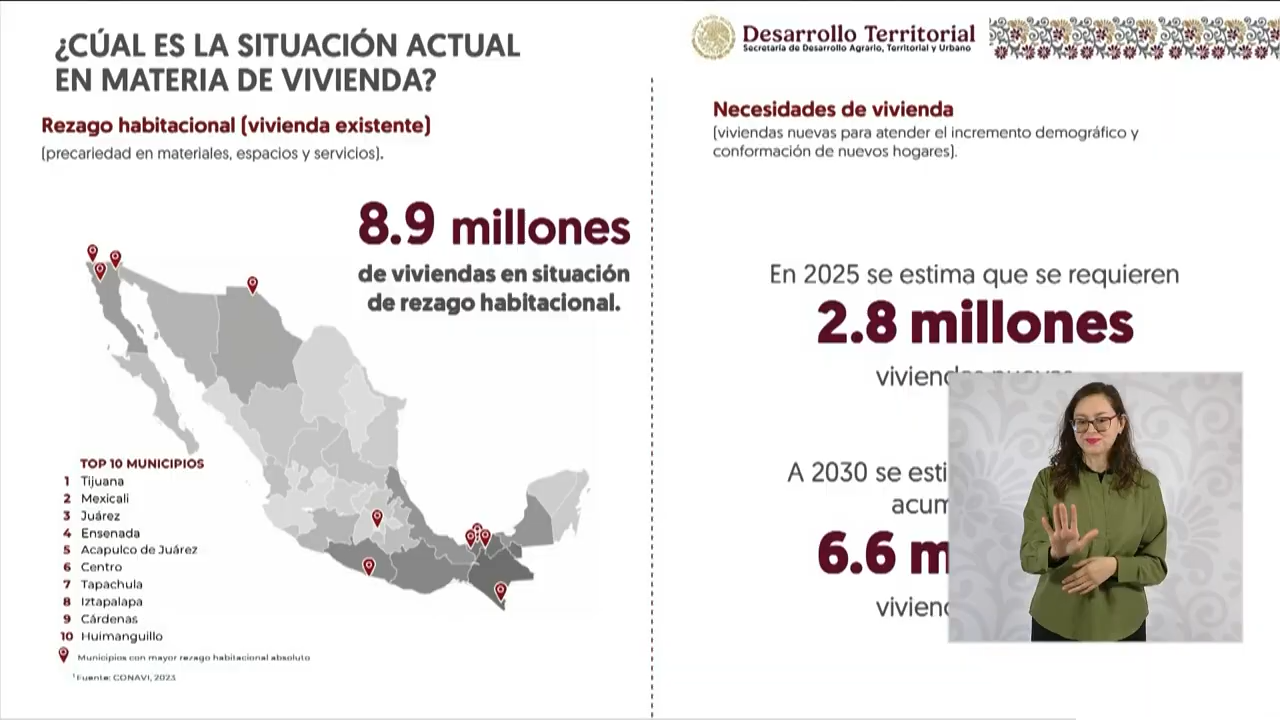 ¿CÚAL ES LA SITUACIÓN ACTUAL
EN MATERIA DE VIVIENDA?
Rezago habitacional (vivienda existente)
(precariedad en materiales, espacios y servicios).
8.9 millones
de viviendas en situación
de rezago habitacional.
TOP 10 MUNICIPIOS
1 Tijuana
2 Mexicali
3 Juárez
4 Ensenada
5 Acapulco de Juárez
6 Centro
7 Tapachula
8 Iztapalapa
9 Cárdenas
10 Huimanguillo
Municipios con mayor rezago habitacional absoluto
¹ Fuente: CONAVI, 2023
Desarrollo Territorial
Secretaría de Desarrollo Agrario, Territorial y Urbano
Necesidades de vivienda
(viviendas nuevas para atender el incremento demográfico y
conformación de nuevos hogares).
En 2025 se estima que se requieren
2.8 millones
A 2030 se
6.6